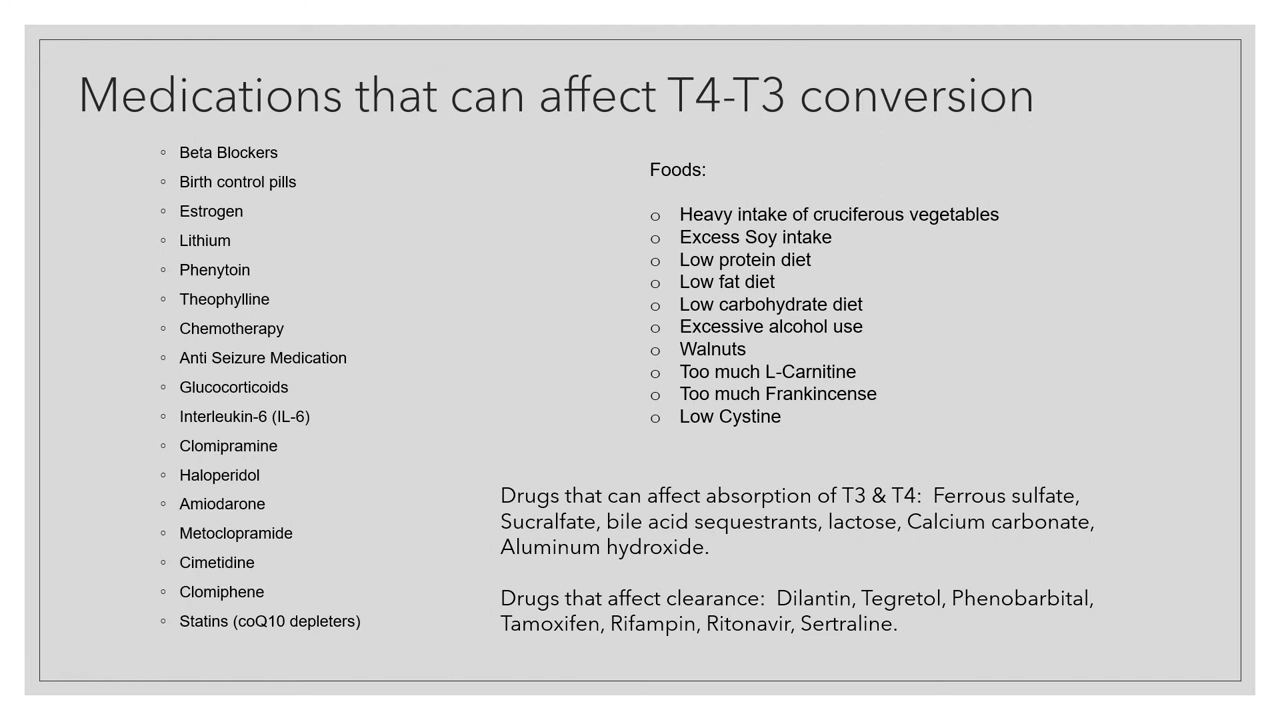 Medications that can affect T4-T3 conversion
◦ Beta Blockers
◦ Birth control pills
◦ Estrogen
◦ Lithium
◦ Phenytoin
◦ Theophylline
◦ Chemotherapy
◦ Anti Seizure Medication
◦ Glucocorticoids
◦ Interleukin-6 (IL-6)
◦ Clomipramine
◦ Haloperidol
◦ Amiodarone
◦ Metoclopramide
◦ Cimetidine
◦ Clomiphene
◦ Statins (coQ10 depleters)
Foods:
o Heavy intake of cruciferous vegetables
o Excess Soy intake
o Low protein diet
o Low fat diet
o Low carbohydrate diet
o Excessive alcohol use
o Walnuts
o Too much L-Carnitine
o Too much Frankincense
o Low Cystine
Drugs that can affect absorption of T3 & T4: Ferrous sulfate,
Sucralfate, bile acid sequestrants, lactose, Calcium carbonate,
Aluminum hydroxide.
Drugs that affect clearance: Dilantin, Tegretol, Phenobarbital,
Tamoxifen, Rifampin, Ritonavir, Sertraline.